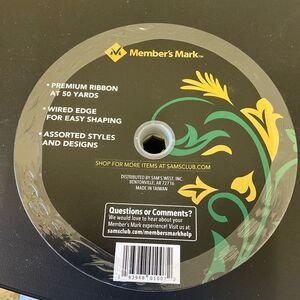 Member's Mark™
• PREMIUM RIBBON
AT 50 YARDS
• WIRED EDGE
FOR EASY SHAPING
• ASSORTED STYLES
AND DESIGNS
SHOP FOR MORE ITEMS AT SAMSCLUB.COM
DISTRIBUTED BY SAM'S WEST, INC.
BENTONVILLE, AR 72716
MADE IN TAIWAN
Questions or Comments?
We would love to hear about your
Member's Mark experience! Visit us at
samsclub.com/membersmarkhelp